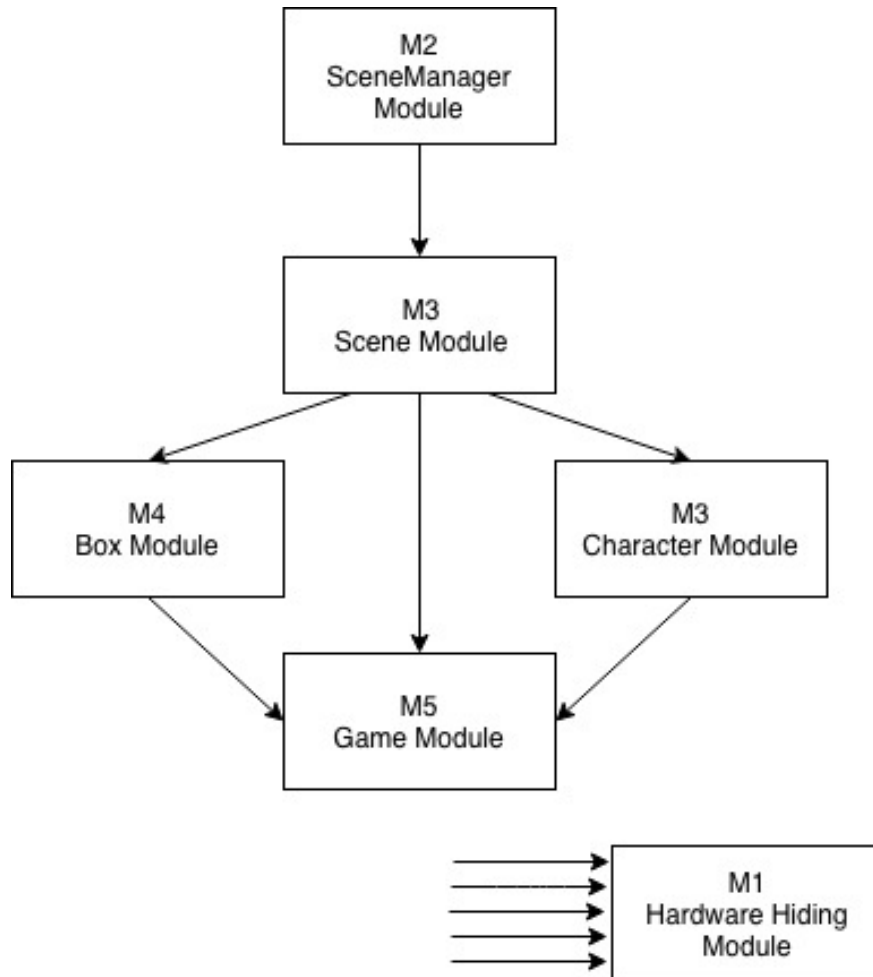 M2
SceneManager
Module
M3
Scene Module
M4
Box Module
M3
Character Module
M5
Game Module
M1
Hardware Hiding
Module